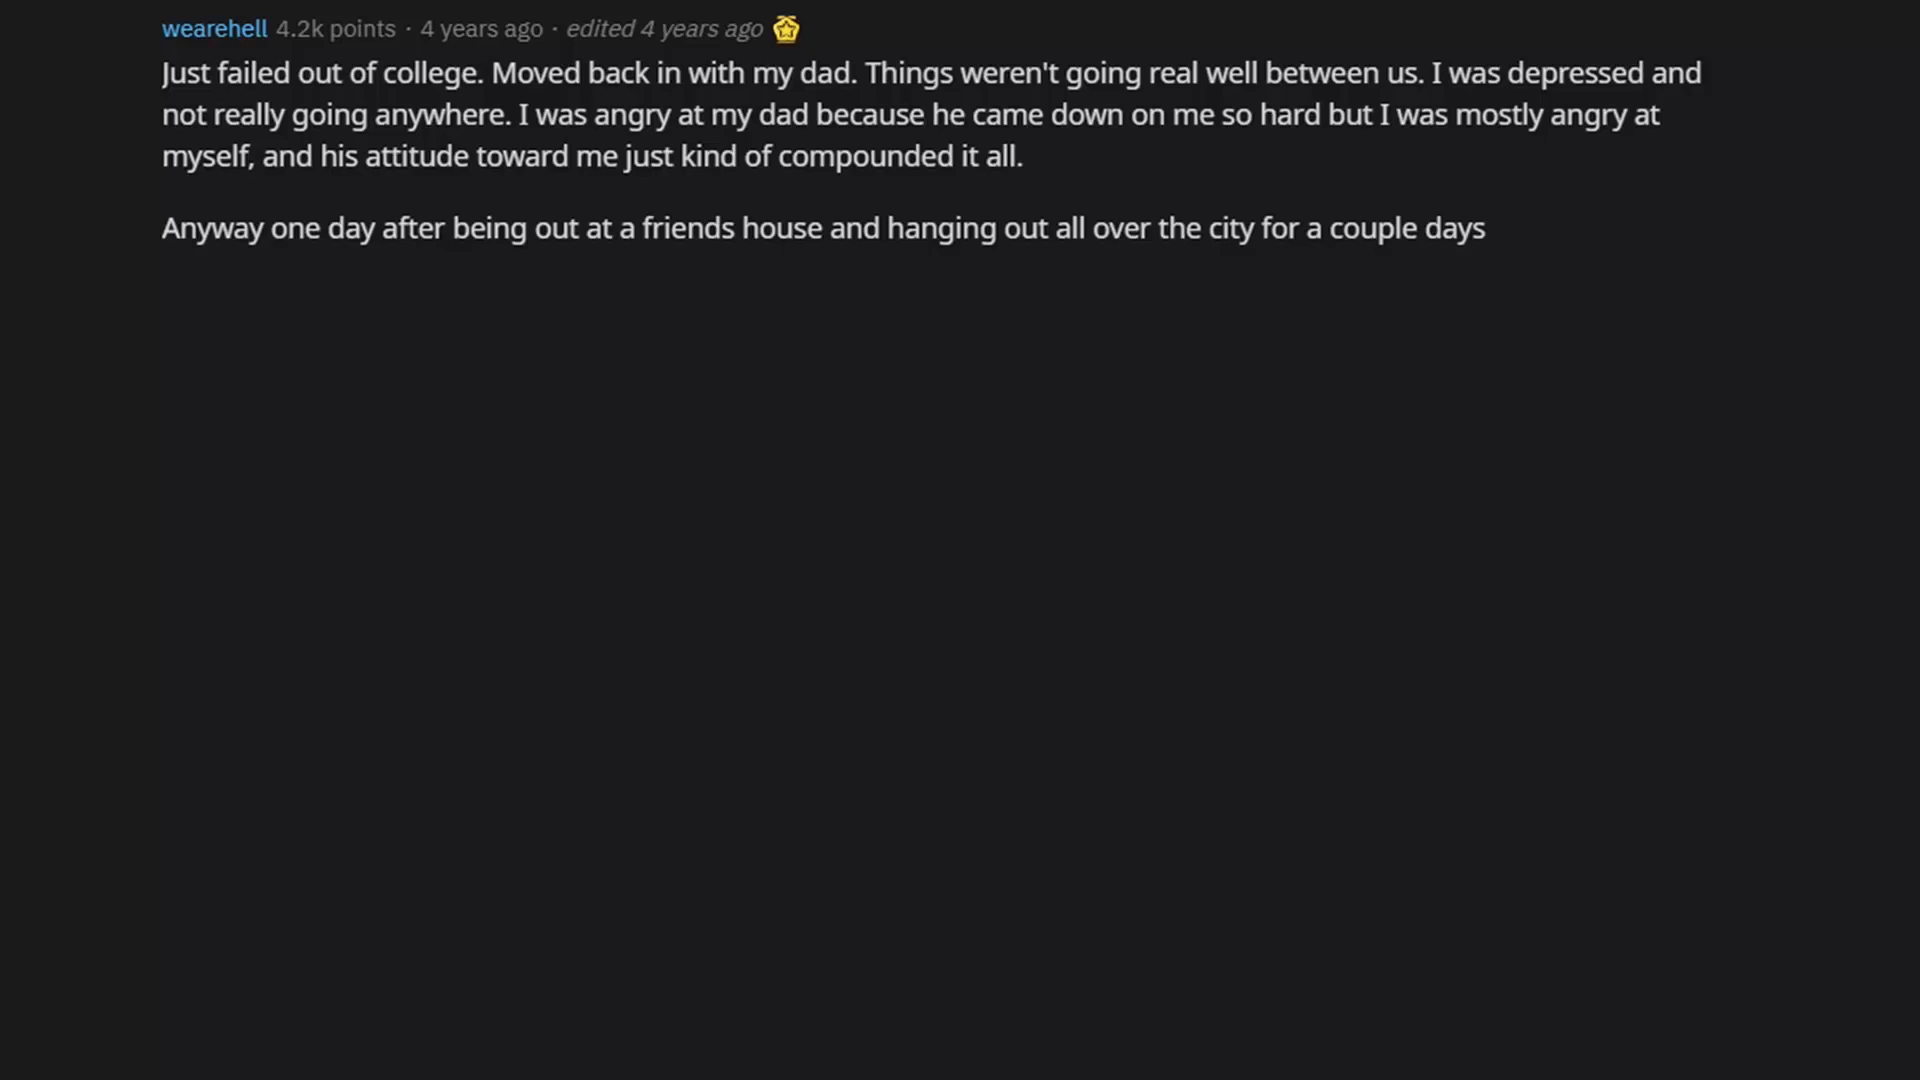 wearehell 4.2k points · 4 years ago · edited 4 years ago
Just failed out of college. Moved back in with my dad. Things weren't going real well between us. I was depressed and
not really going anywhere. I was angry at my dad because he came down on me so hard but I was mostly angry at
myself, and his attitude toward me just kind of compounded it all.
Anyway one day after being out at a friends house and hanging out all over the city for a couple days